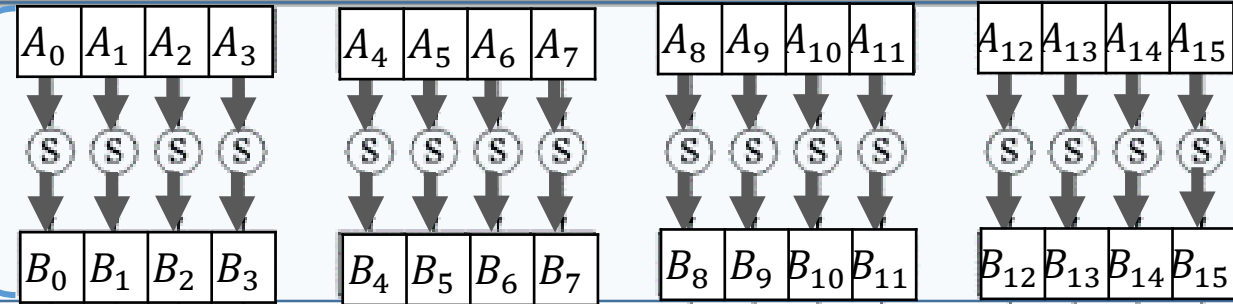 A₀ A₁ A₂ A₃ A₄ A₅ A₆ A₇ A₈ A₉ A₁₀ A₁₁ A₁₂ A₁₃ A₁₄ A₁₅
S S S S S S S S S S S S S S S S
B₀ B₁ B₂ B₃ B₄ B₅ B₆ B₇ B₈ B₉ B₁₀ B₁₁ B₁₂ B₁₃ B₁₄ B₁₅